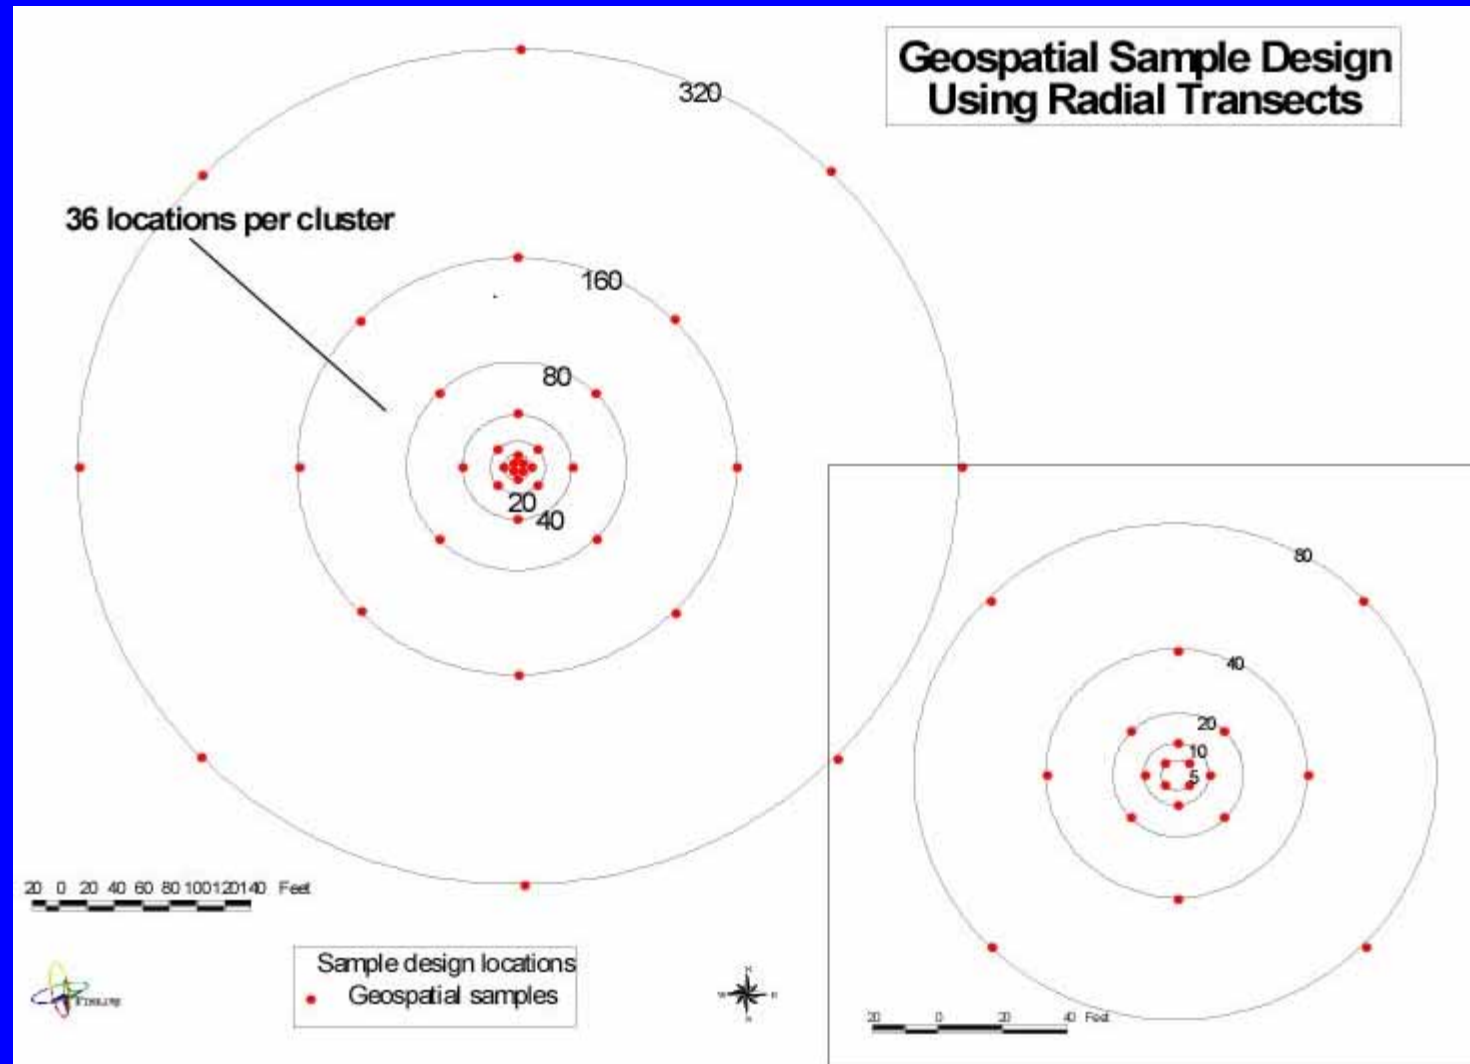 Geospatial Sample Design
Using Radial Transects
320
36 locations per cluster
160
80
20
40
80
40
20
10
5
20 0 20 40 60 80 100 120 140 Feet
Sample design locations
Geospatial samples
N
W E
S
20 0 20 40 Feet